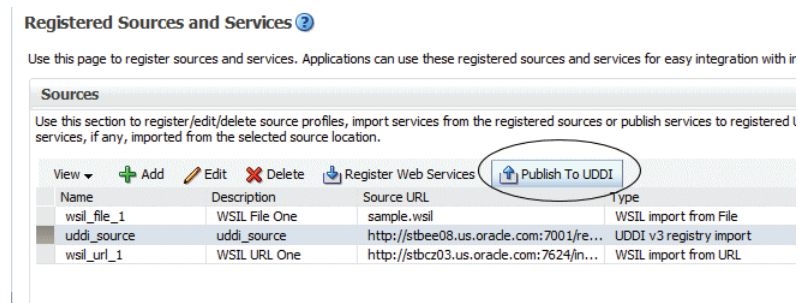 Registered Sources and Services
Use this page to register sources and services. Applications can use these registered sources and services for easy integration with
Sources
Use this section to register/edit/delete source profiles, import services from the registered sources or publish services to registered
services, if any, imported from the selected source location.
View Add Edit Delete Register Web Services Publish To UDDI
Name Description Source URL Type
wsil_file_1 WSIL File One sample.wsil WSIL import from File
uddi_source uddi_source http://stbee08.us.oracle.com:7001/re... UDDI v3 registry import
wsil_url_1 WSIL URL One http://stbcz03.us.oracle.com:7624/in... WSIL import from URL